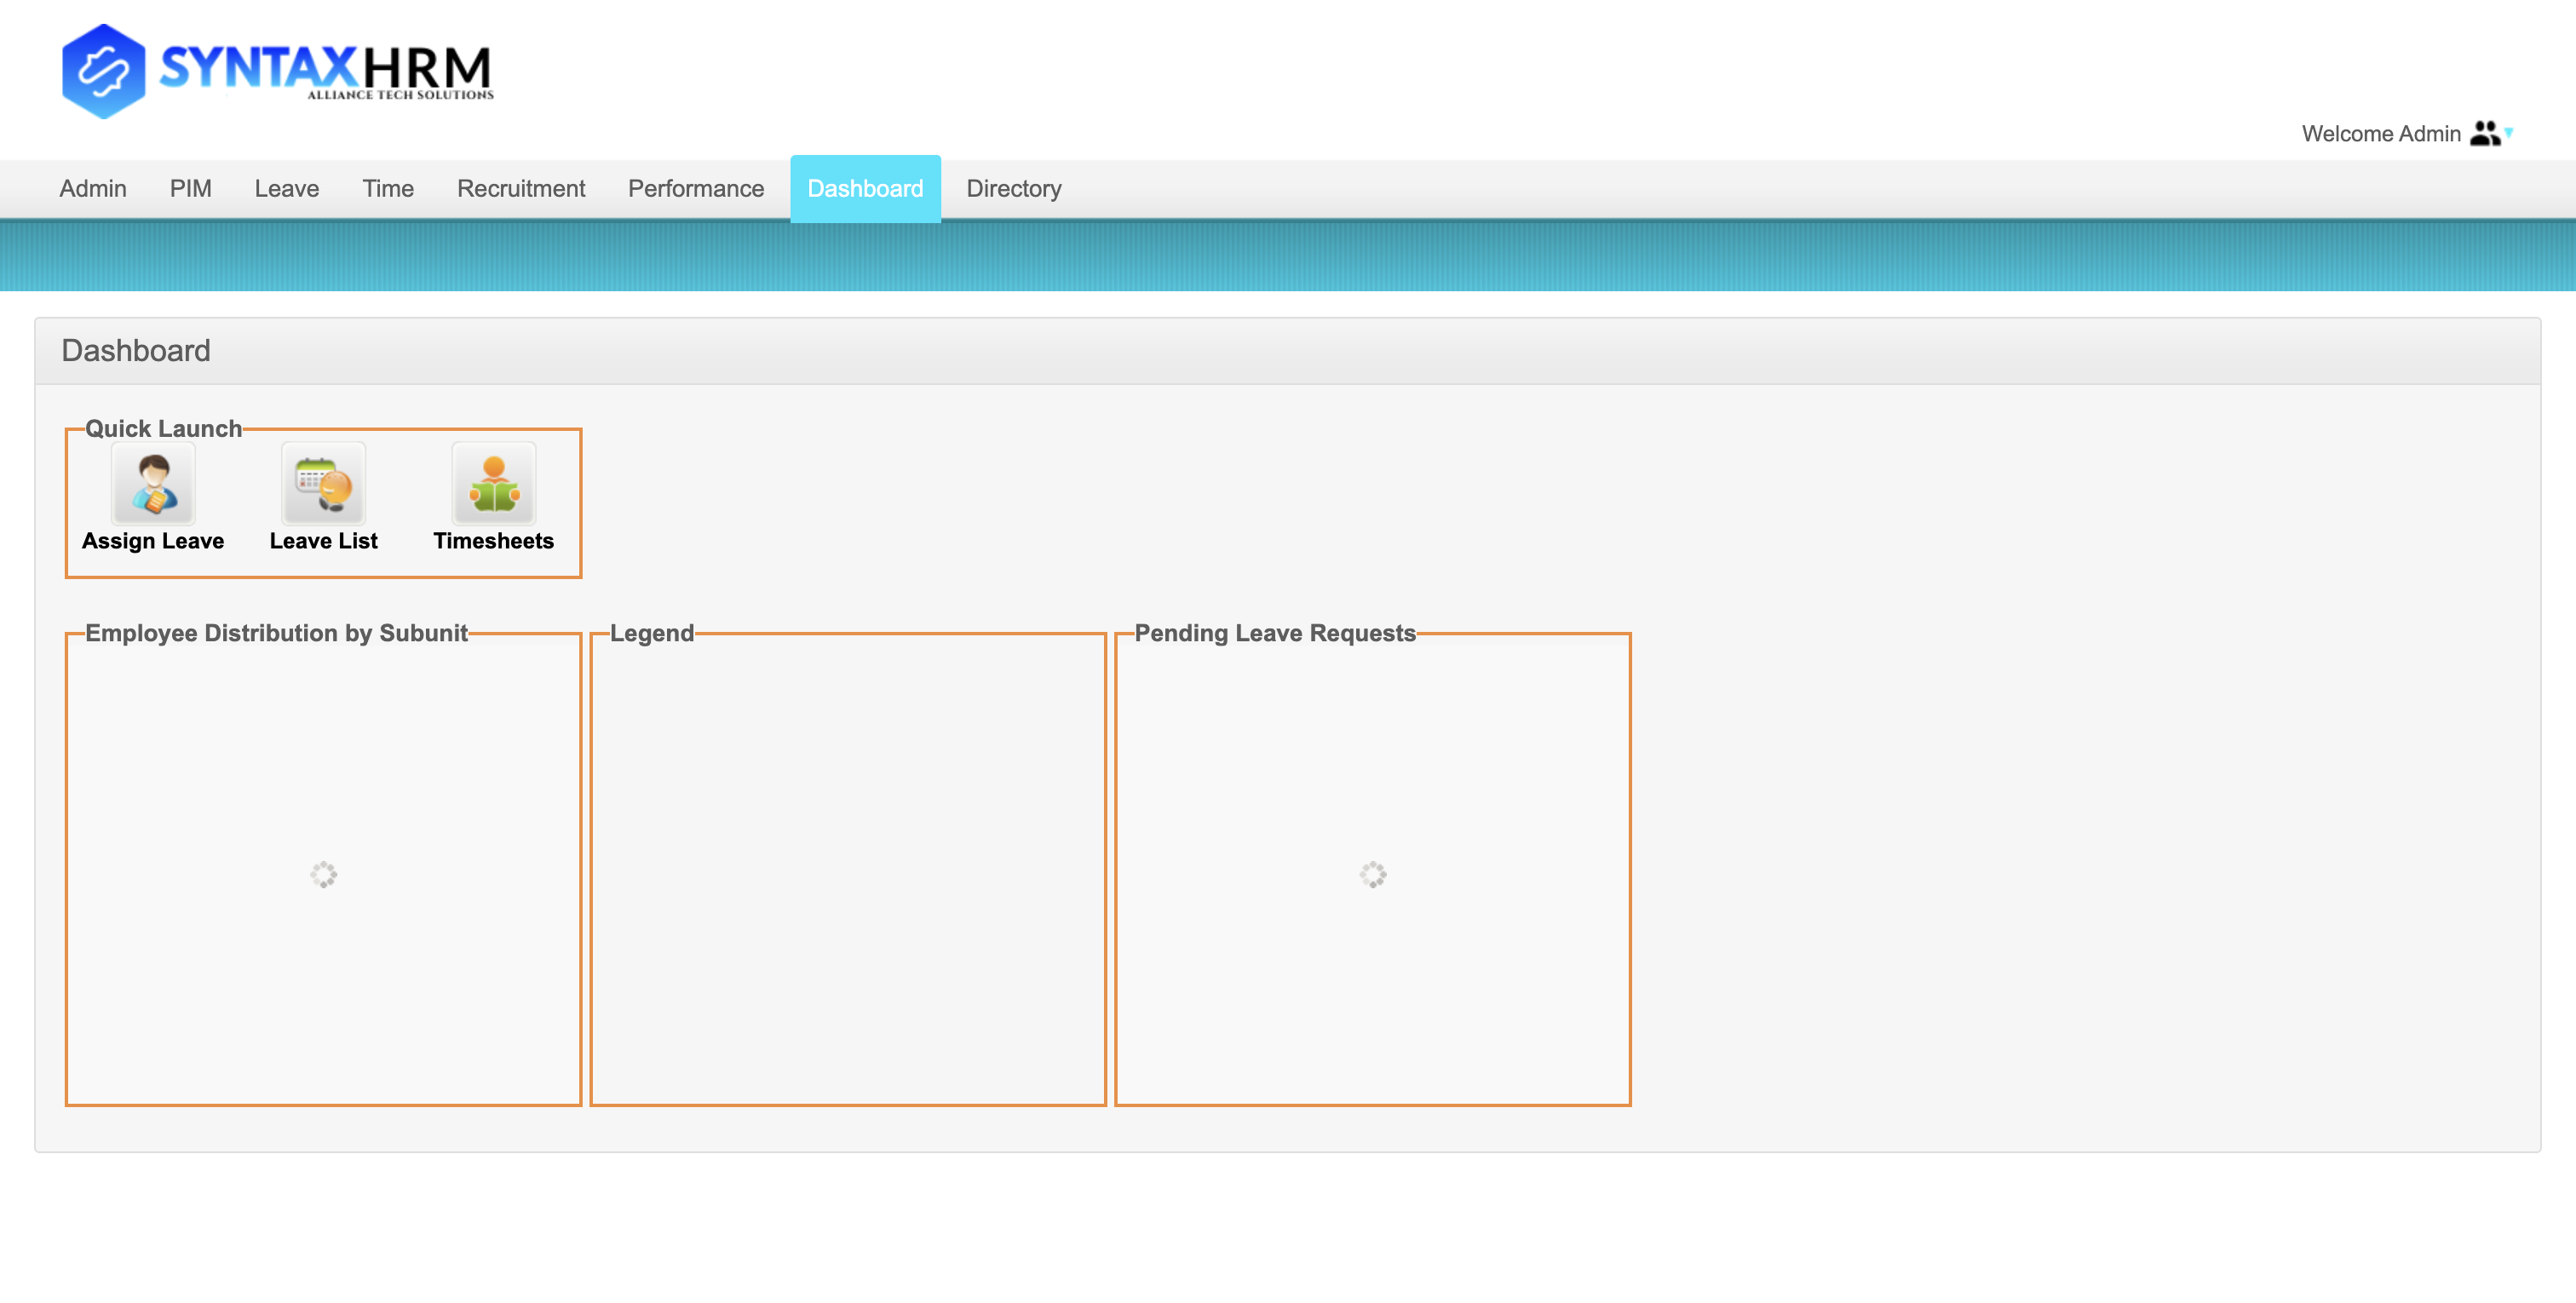 SYNTAXHRM
ALLIANCE TECH SOLUTIONS
Welcome Admin
Admin PIM Leave Time Recruitment Performance Dashboard Directory
Dashboard
Quick Launch
Assign Leave Leave List Timesheets
Employee Distribution by Subunit Legend Pending Leave Requests